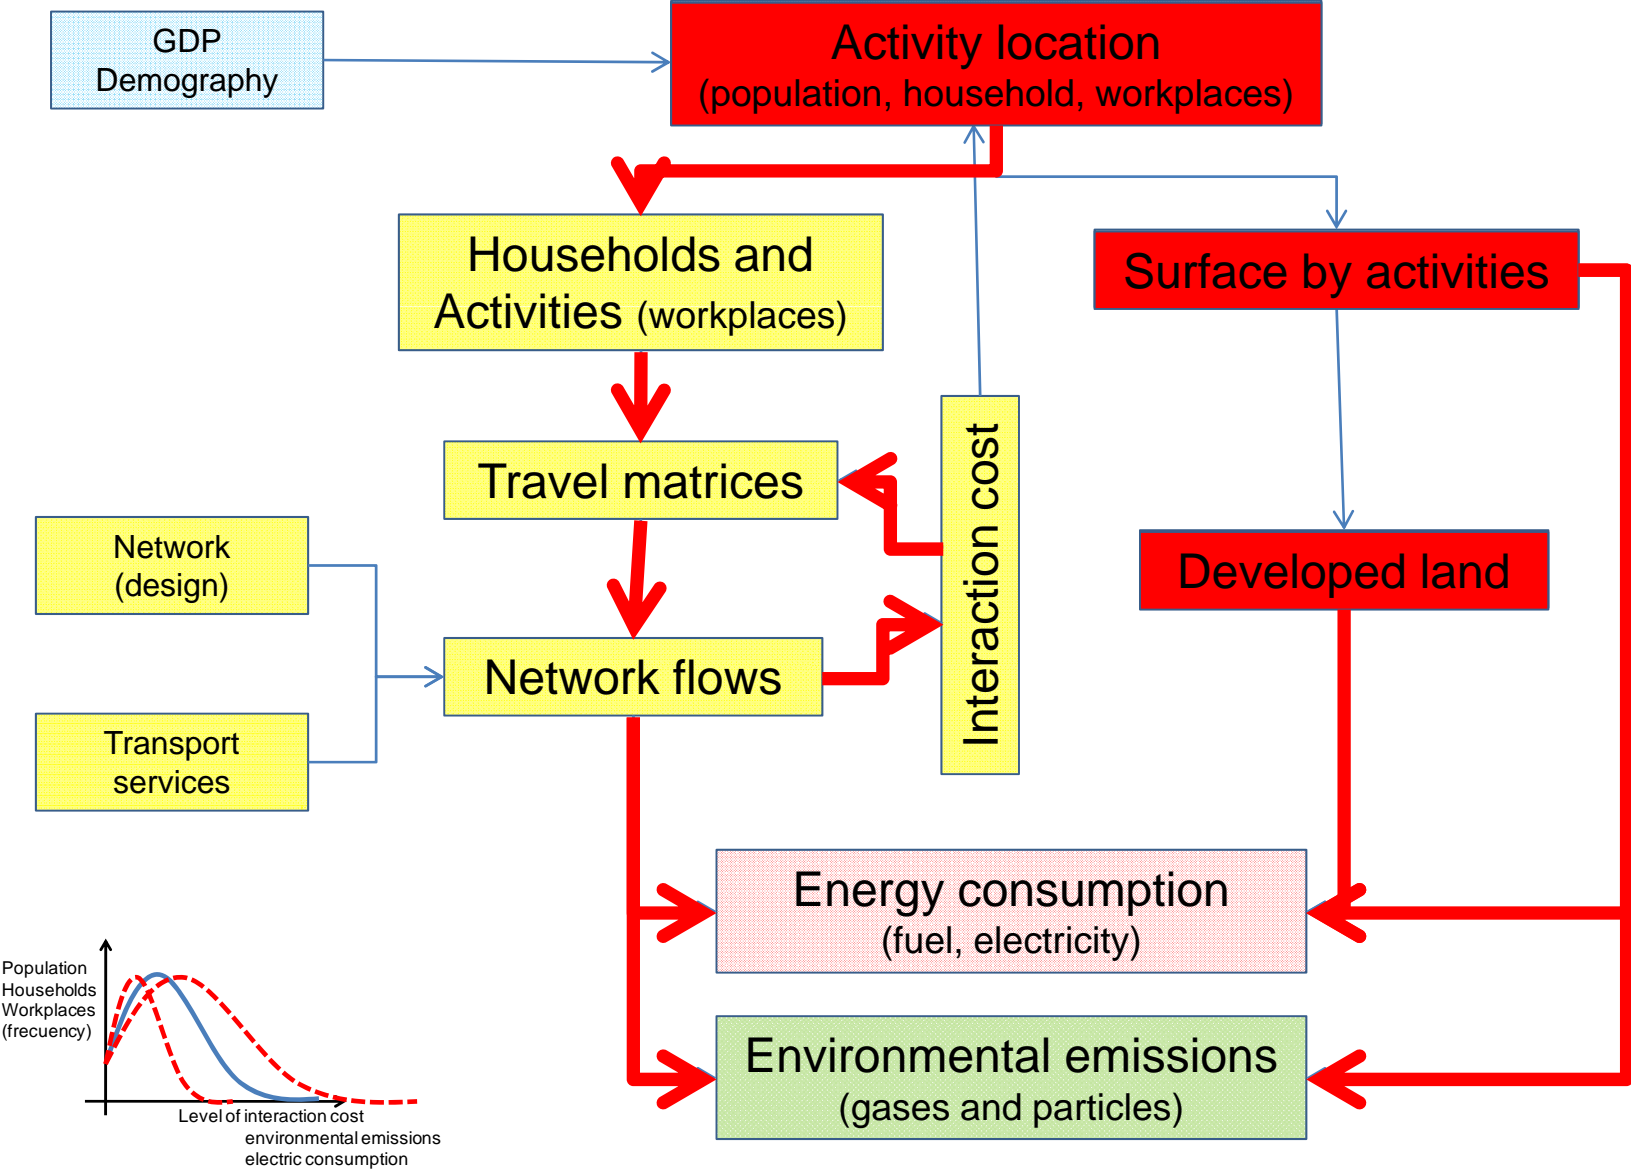 GDP
Demography
Activity location
(population, household, workplaces)
Households and
Activities (workplaces)
Surface by activities
Travel matrices
Interaction cost
Network
(design)
Developed land
Network flows
Transport
services
Energy consumption
(fuel, electricity)
Population
Households
Workplaces
(frecuency)
Environmental emissions
(gases and particles)
Level of interaction cost
environmental emissions
electric consumption